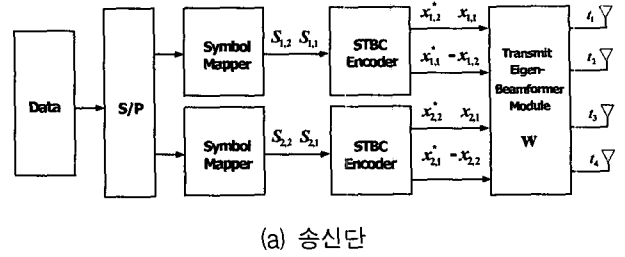 Data
S/P
Symbol Mapper
S₁,₂ S₁,₁
STBC Encoder
x*₁,₂ x₁,₁
x*₁,₁ -x₁,₂
Symbol Mapper
S₂,₂ S₂,₁
STBC Encoder
x*₂,₂ x₂,₁
x*₂,₁ -x₂,₂
Transmit
Eigen-
Beamformer
Module
W
t₁
t₂
t₃
t₄
(a) 송신단